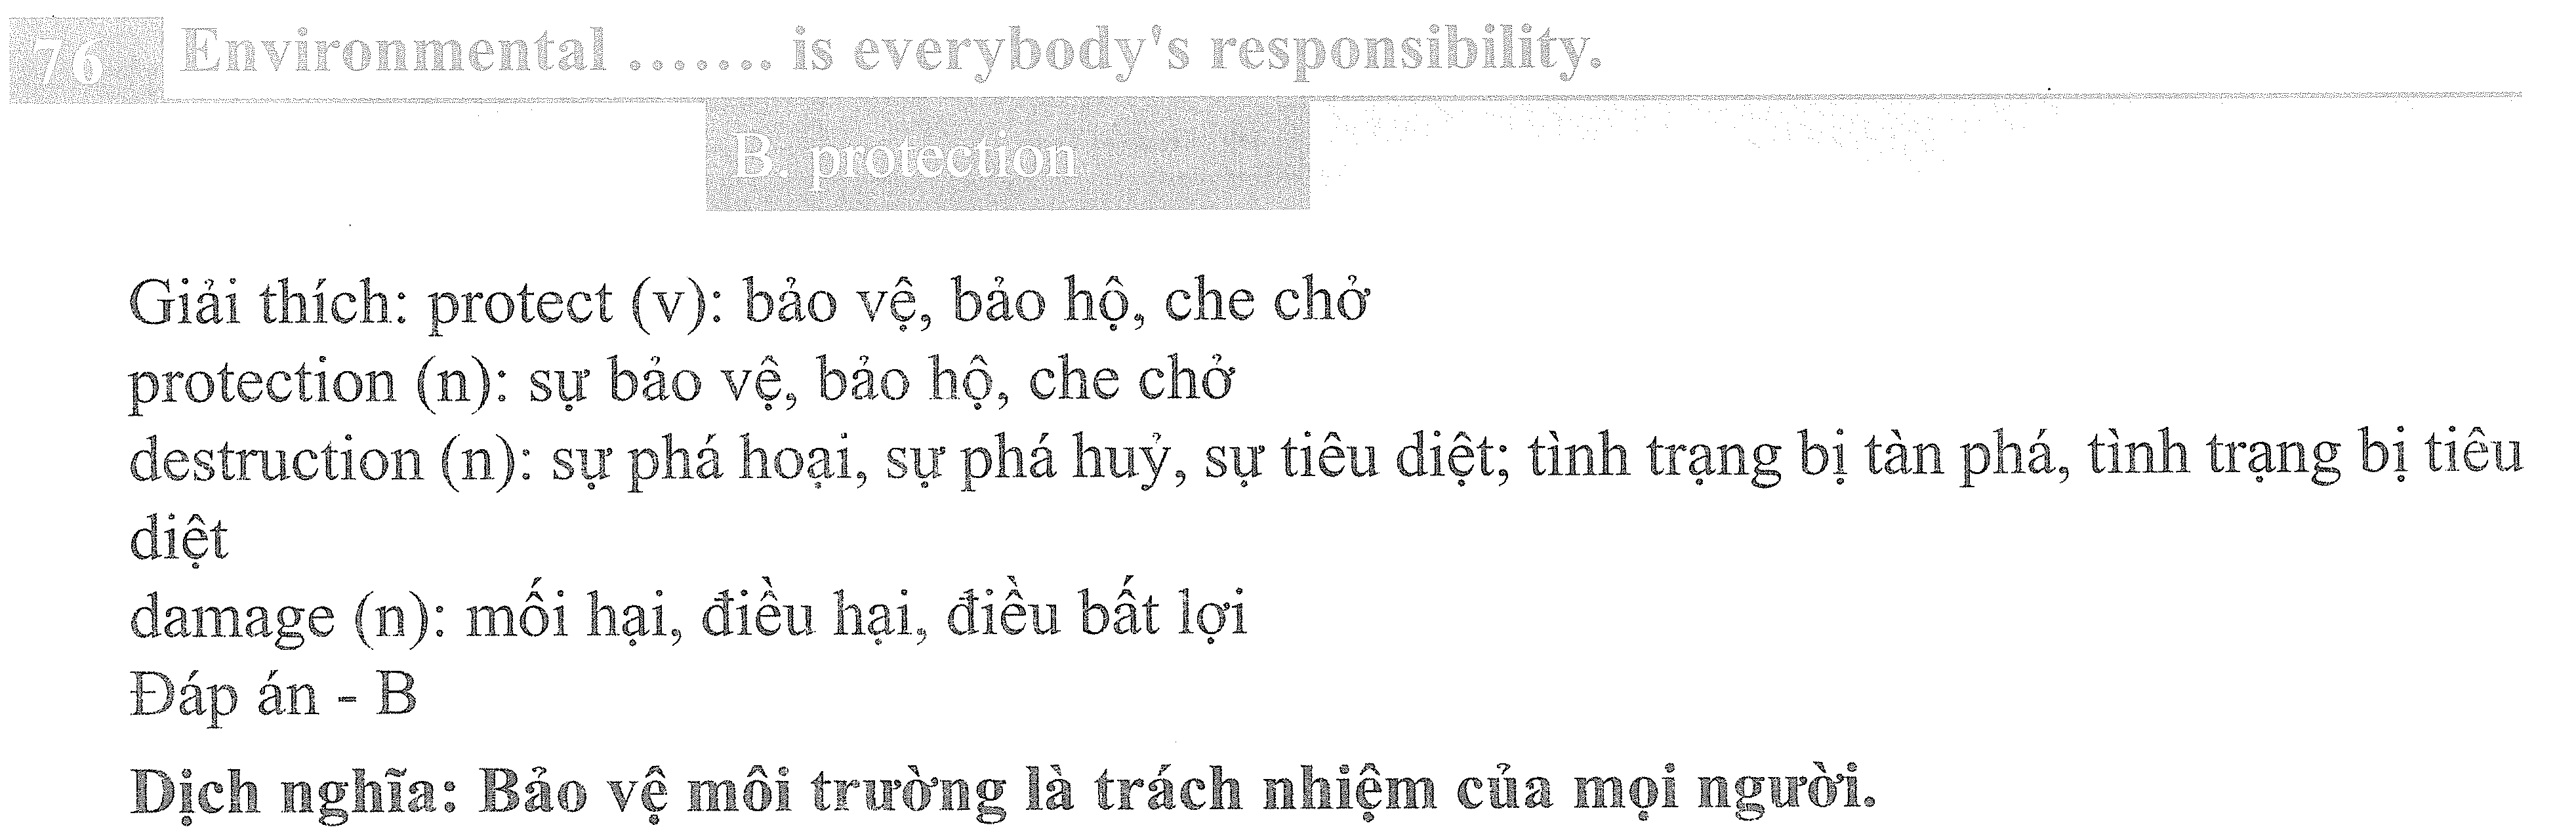 76 Environmental ....... is everybody's responsibility.
B. protection
Giải thích: protect (v): bảo vệ, bảo hộ, che chở
protection (n): sự bảo vệ, bảo hộ, che chở
destruction (n): sự phá hoại, sự phá huỷ, sự tiêu diệt; tình trạng bị tàn phá, tình trạng bị tiêu
diệt
damage (n): mối hại, điều hại, điều bất lợi
Đáp án - B
Dịch nghĩa: Bảo vệ môi trường là trách nhiệm của mọi người.